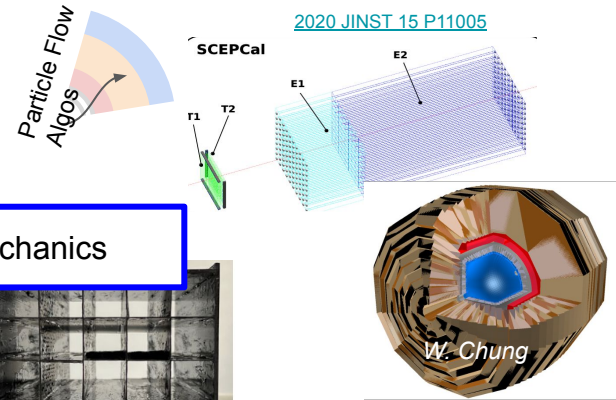 2020 JINST 15 P11005
Particle Flow
Algos
SCEPCal
E1
E2
T1
T2
chanics
W. Chung